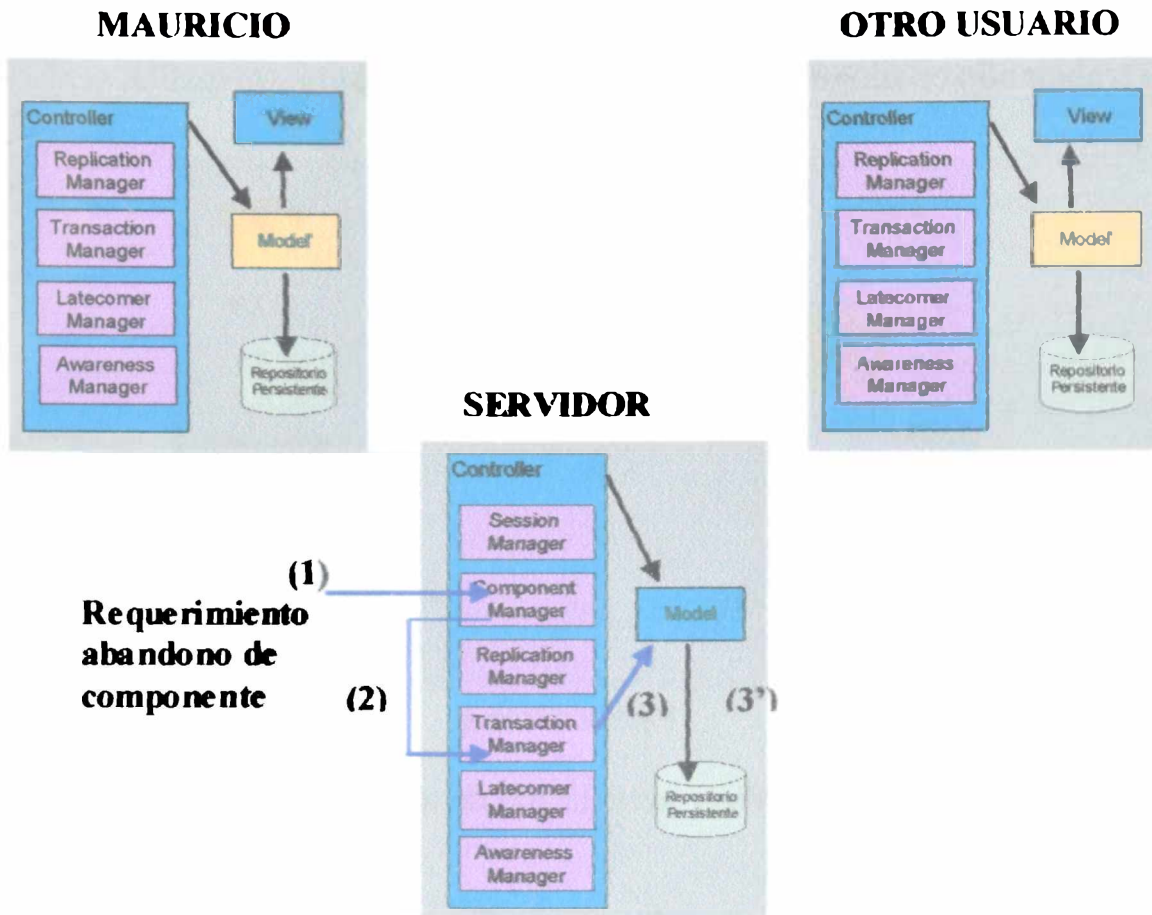 MAURICIO
Controller
View
Replication
Manager
Transaction
Manager
Model
Latecomer
Manager
Awareness
Manager
Repositorio
Persistente
OTRO USUARIO
Controller
View
Replication
Manager
Transaction
Manager
Model
Latecomer
Manager
Awareness
Manager
Repositorio
Persistente
SERVIDOR
Controller
Session
Manager
(1)
Component
Manager
Model
Requerimiento
abandono de
componente
Replication
Manager
(2)
(3)
(3')
Transaction
Manager
Latecomer
Manager
Repositorio
Persistente
Awareness
Manager